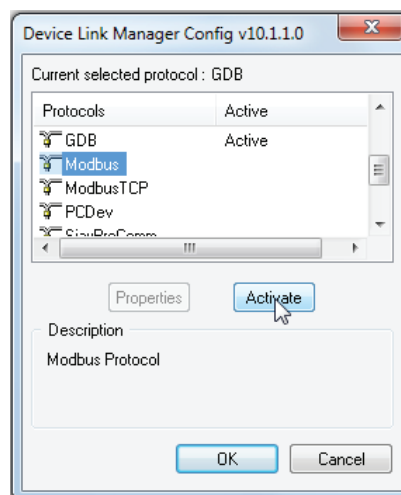 Device Link Manager Config v10.1.1.0
Current selected protocol : GDB
Protocols Active
GDB Active
Modbus
ModbusTCP
PCDev
Properties Activate
Description
Modbus Protocol
OK Cancel